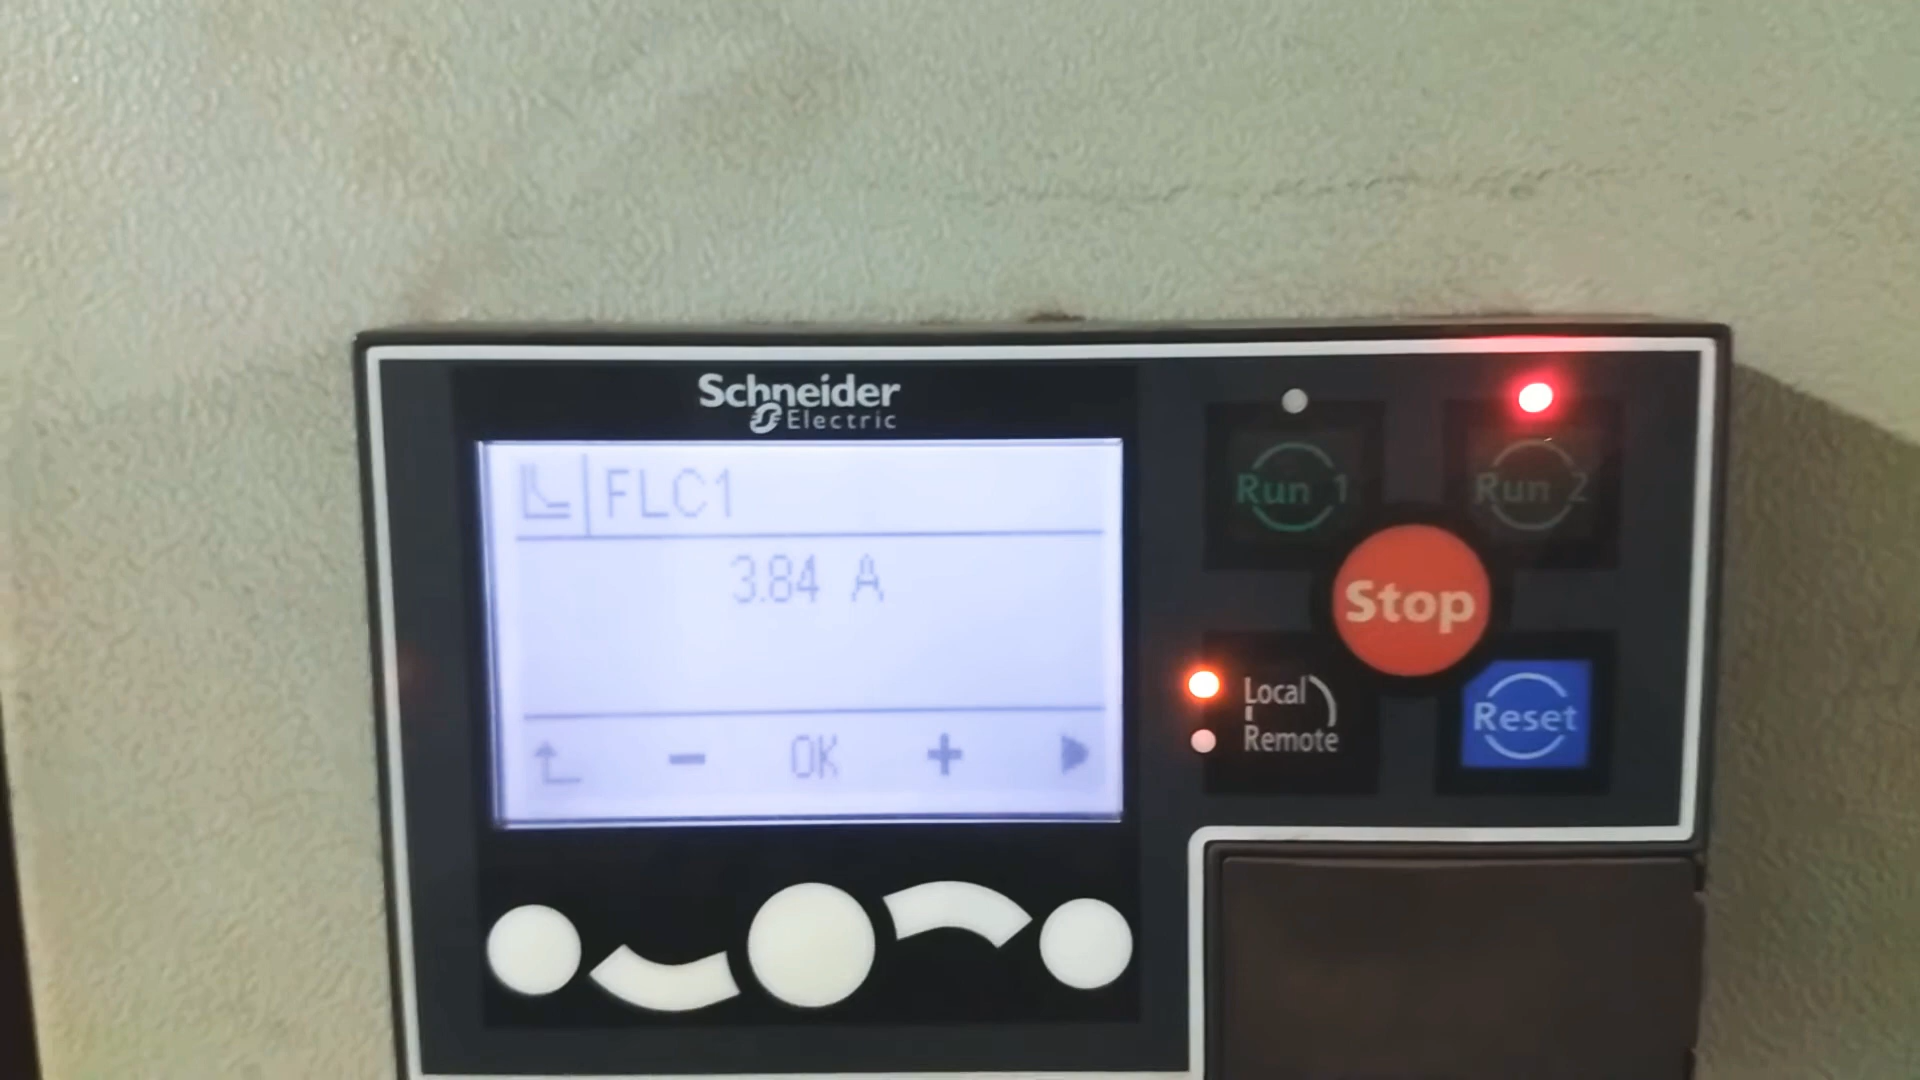 Schneider
Electric
FLC1
3.84 A
OK
Run 1
Run 2
Stop
Local
Remote
Reset